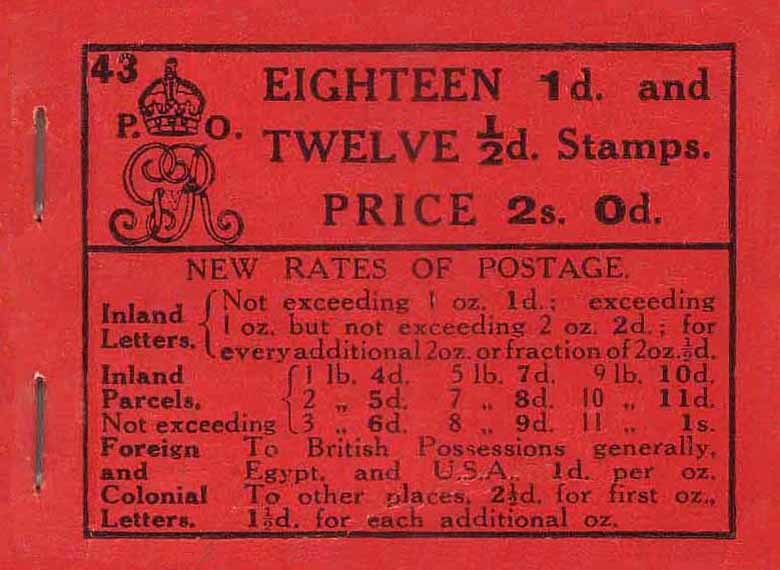 43
P. O.
GvR
EIGHTEEN 1d. and
TWELVE ½d. Stamps.
PRICE 2s. 0d.
NEW RATES OF POSTAGE.
Inland Letters. { Not exceeding 1 oz. 1d.; exceeding
1 oz. but not exceeding 2 oz. 2d.; for
every additional 2oz. or fraction of 2oz. ½d.
Inland { 1 lb. 4d. 5 lb. 7d. 9 lb. 10d.
Parcels. 2 „ 5d. 7 „ 8d. 10 „ 11d.
Not exceeding 3 „ 6d. 8 „ 9d. 11 „ 1s.
Foreign To British Possessions generally,
and Egypt, and U.S.A., 1d. per oz.
Colonial To other places, 2½d. for first oz.,
Letters. 1½d. for each additional oz.